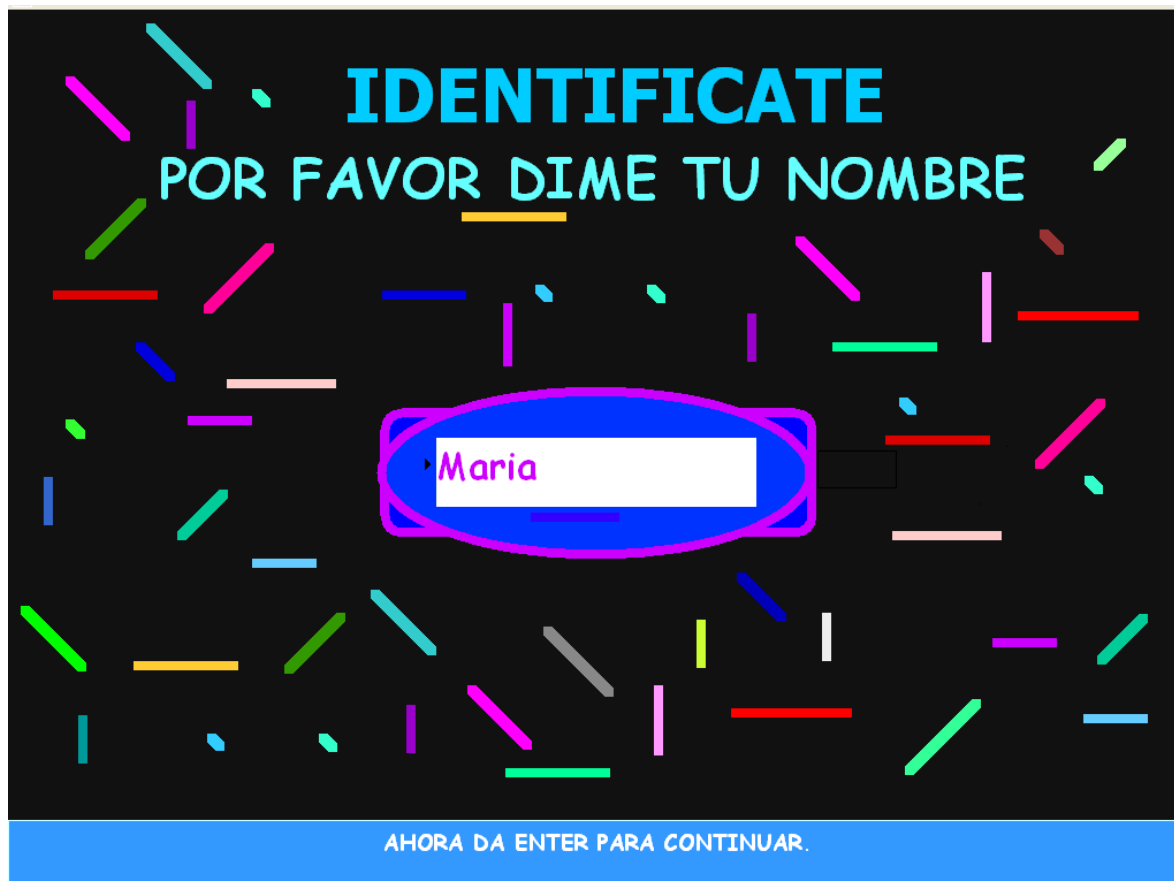 IDENTIFICATE
POR FAVOR DIME TU NOMBRE
Maria
AHORA DA ENTER PARA CONTINUAR.